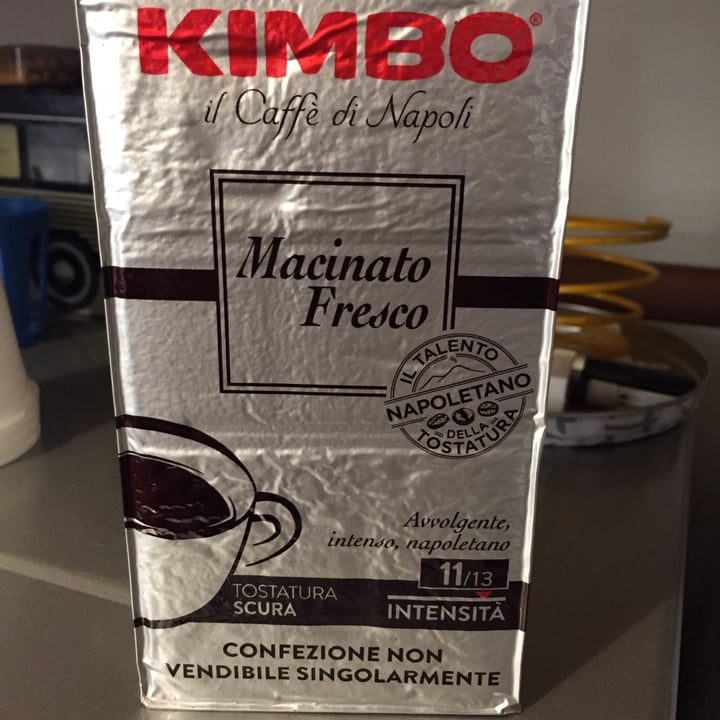 KIMBO®
il Caffè di Napoli
Macinato
Fresco
IL TALENTO
NAPOLETANO
DELLA
TOSTATURA
Avvolgente,
intenso, napoletano
11/13
INTENSITÀ
TOSTATURA
SCURA
CONFEZIONE NON
VENDIBILE SINGOLARMENTE